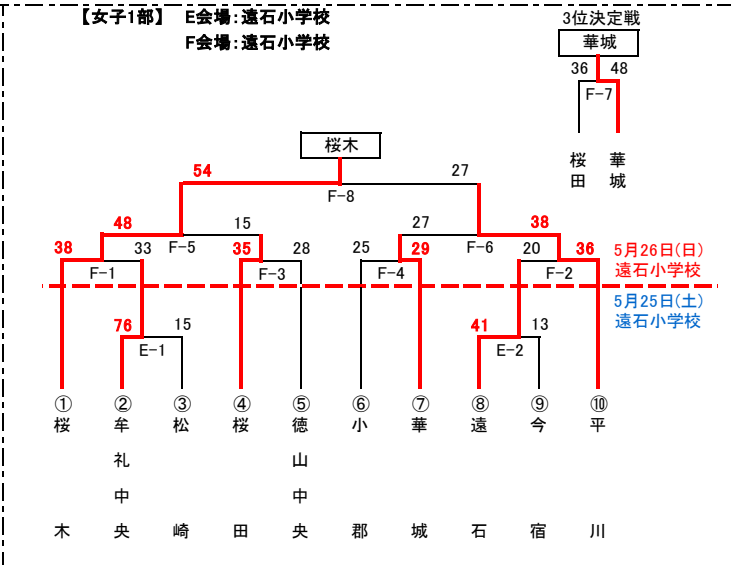 【女子1部】 E会場：遠石小学校
F会場：遠石小学校
3位決定戦
華城
36 48
F-7
桜田
華城
桜木
54 27
F-8
48 15 27 38
F-5 F-6
38 33 35 28 25 29 20 36
F-1 F-3 F-4 F-2
5月26日(日)
遠石小学校
5月25日(土)
遠石小学校
76 15 41 13
E-1 E-2
① ② ③ ④ ⑤ ⑥ ⑦ ⑧ ⑨ ⑩
桜木
牟礼中央
松崎
桜田
徳山中央
小郡
華城
遠石
今宿
平川